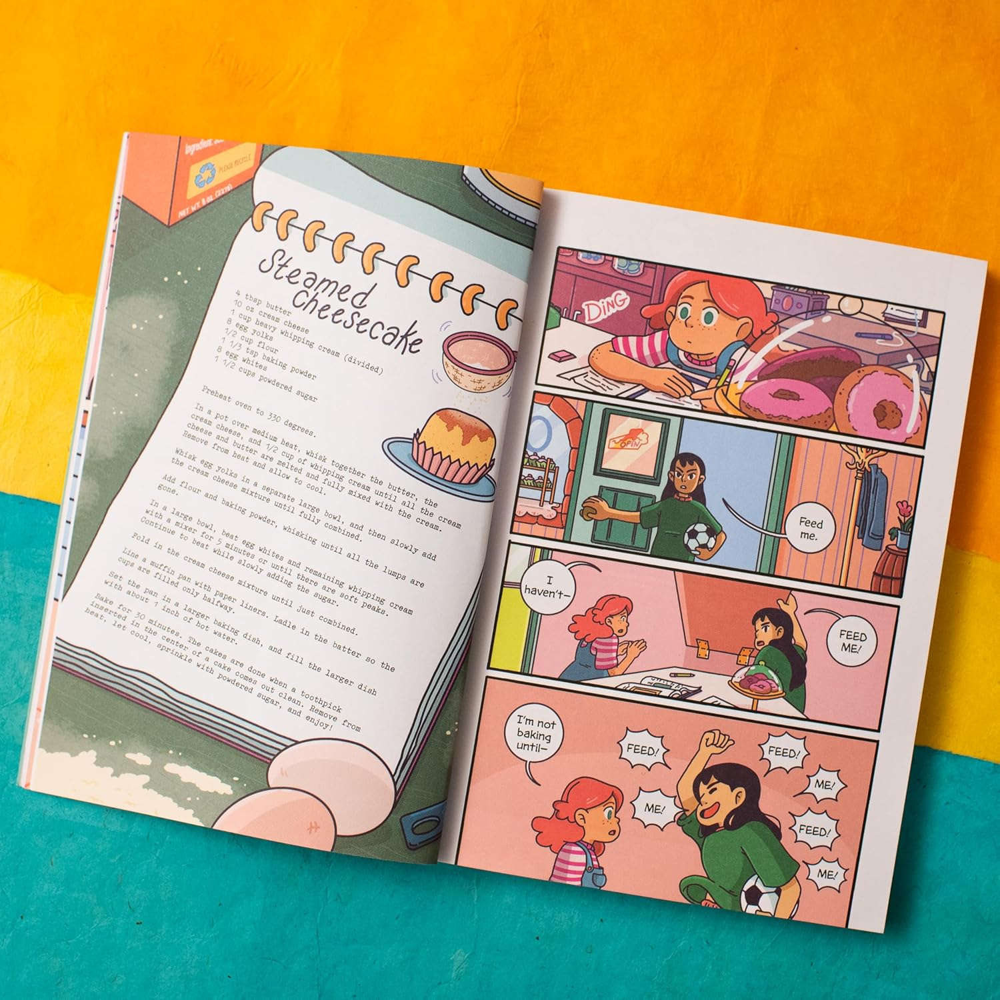 Ingredient:
PLEASE RECYCLE
NET WT. 8 OZ. (227G)
Steamed
Cheesecake
4 tbsp butter
10 oz cream cheese
1 cup heavy whipping cream (divided)
8 egg yolks
1/2 cup flour
1 1/3 tsp baking powder
8 egg whites
1 1/2 cups powdered sugar
Preheat oven to 330 degrees.
In a pot over medium heat, whisk together the butter, the
cream cheese, and 1/2 cup of whipping cream until all the cream
cheese and butter are melted and fully mixed with the cream.
Remove from heat and allow to cool.
Whisk egg yolks in a separate large bowl, and then slowly add
the cream cheese mixture until fully combined.
Add flour and baking powder, whisking until all the lumps are
gone.
In a large bowl, beat egg whites and remaining whipping cream
with a mixer for 5 minutes or until there are soft peaks.
Continue to beat while slowly adding the sugar.
Fold in the cream cheese mixture until just combined.
Line a muffin pan with paper liners. Ladle in the batter so the
cups are filled only halfway.
Set the pan in a larger baking dish, and fill the larger dish
with about 1 inch of hot water.
Bake for 30 minutes. The cakes are done when a toothpick
inserted in the center of a cake comes out clean. Remove from
heat, let cool, sprinkle with powdered sugar, and enjoy!
DING
OPEN
Feed
me.
I
haven't—
FEED
ME!
I'm not
baking
until—
FEED!
ME!
FEED!
ME!
FEED!
ME!